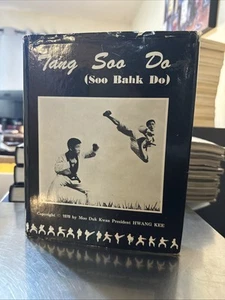 Tang Soo Do
(Soo Bahk Do)
Copyright © 1978 by Moo Duk Kwan President HWANG KEE